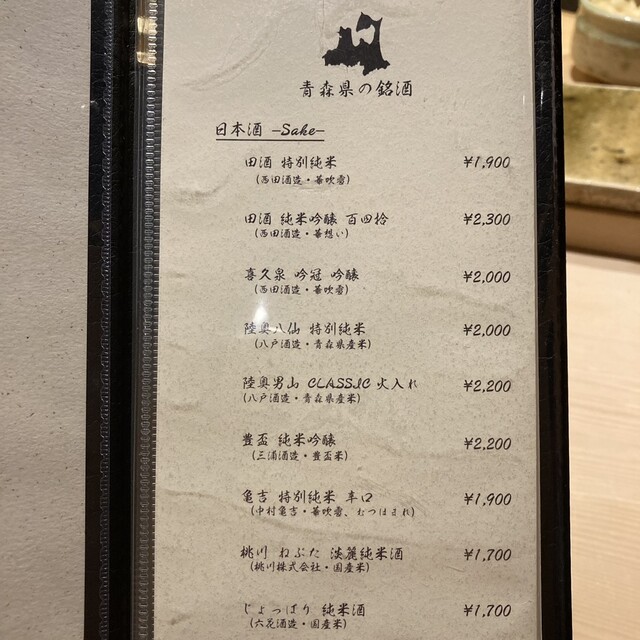 青森県の銘酒
日本酒 -Sake-
田酒 特別純米 ¥1,900
(西田酒造・華吹雪)
田酒 純米吟醸 百四拾 ¥2,300
(西田酒造・華想い)
喜久泉 吟冠 吟醸 ¥2,000
(西田酒造・華吹雪)
陸奥八仙 特別純米 ¥2,000
(八戸酒造・青森県産米)
陸奥男山 CLASSIC 火入れ ¥2,200
(八戸酒造・青森県産米)
豊盃 純米吟醸 ¥2,200
(三浦酒造・豊盃米)
亀吉 特別純米 辛口 ¥1,900
(中村亀吉・華吹雪、むつほまれ)
桃川 ねぶた 淡麗純米酒 ¥1,700
(桃川株式会社・国産米)
じょっぱり 純米酒 ¥1,700
(六花酒造・国産米)